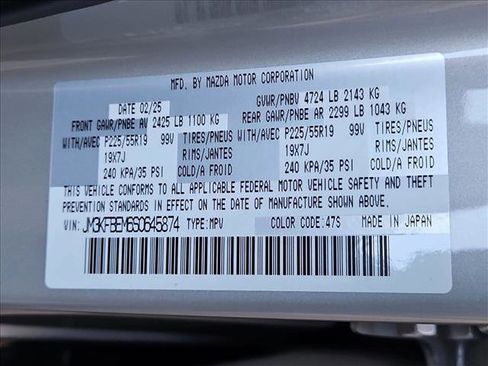 MFD. BY MAZDA MOTOR CORPORATION
DATE 02/25 GVWR/PNBV 4724 LB 2143 KG
FRONT GAWR/PNBE AV 2425 LB 1100 KG REAR GAWR/PNBE AR 2299 LB 1043 KG
WITH/AVEC P225/55R19 99V TIRES/PNEUS WITH/AVEC P225/55R19 99V TIRES/PNEUS
19X7J RIMS/JANTES 19X7J RIMS/JANTES
240 KPA/35 PSI COLD/A FROID 240 KPA/35 PSI COLD/A FROID
THIS VEHICLE CONFORMS TO ALL APPLICABLE FEDERAL MOTOR VEHICLE SAFETY AND THEFT
PREVENTION STANDARDS IN EFFECT ON THE DATE OF MANUFACTURE SHOWN ABOVE.
VIN: JM3KFBEM6S0645874 TYPE: MPV COLOR CODE: 47S MADE IN JAPAN